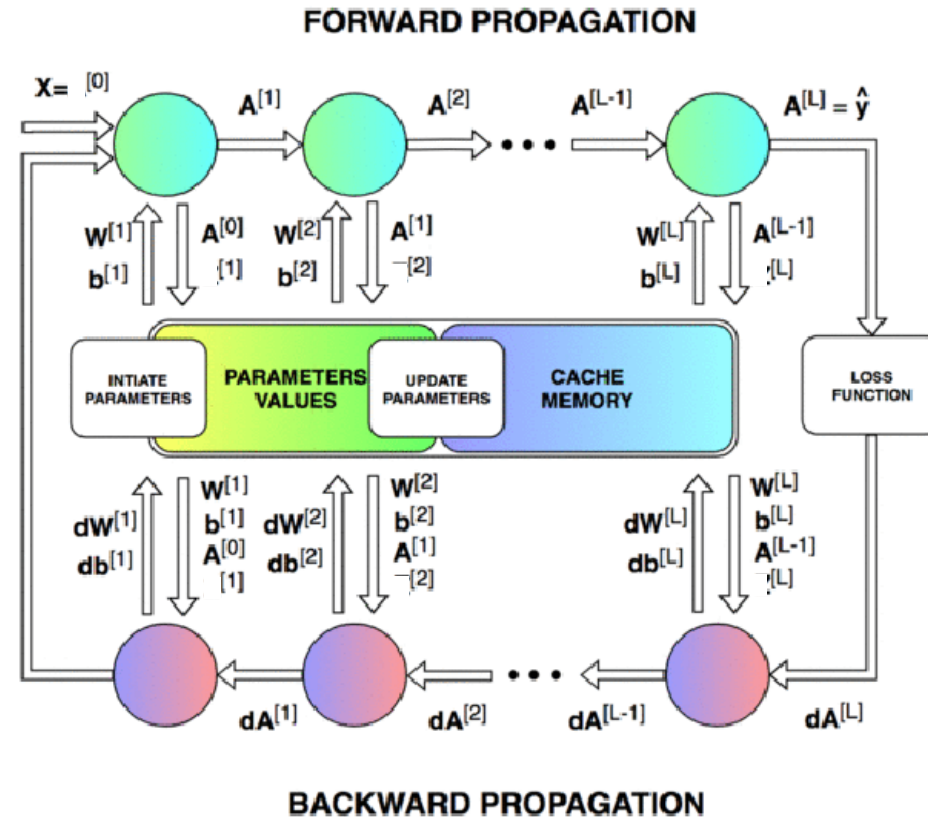 FORWARD PROPAGATION
X= [0]
A[1]
A[2]
A[L-1]
A[L] = ŷ
W[1]
b[1]
A[0]
[1]
W[2]
b[2]
A[1]
[2]
W[L]
b[L]
A[L-1]
[L]
INTIATE
PARAMETERS
PARAMETERS
VALUES
UPDATE
PARAMETERS
CACHE
MEMORY
LOSS
FUNCTION
dW[1]
db[1]
W[1]
b[1]
A[0]
[1]
dW[2]
db[2]
W[2]
b[2]
A[1]
[2]
dW[L]
db[L]
W[L]
b[L]
A[L-1]
[L]
dA[1]
dA[2]
dA[L-1]
dA[L]
BACKWARD PROPAGATION